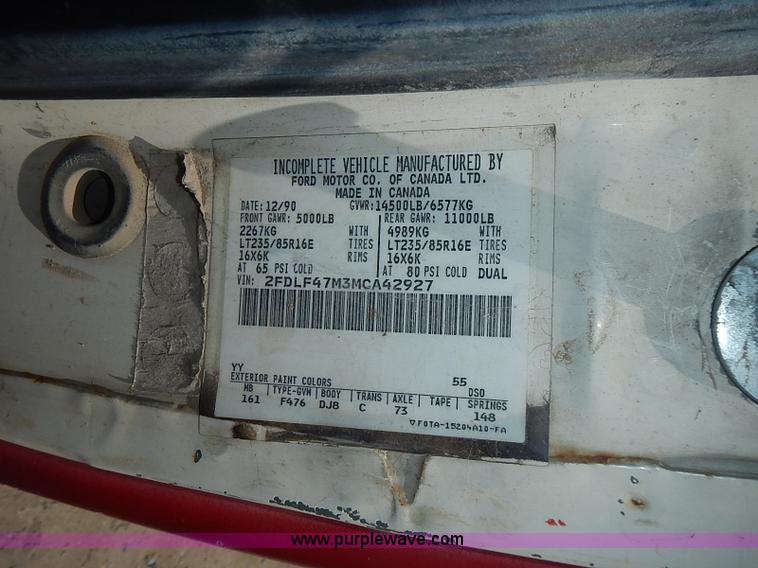 INCOMPLETE VEHICLE MANUFACTURED BY
FORD MOTOR CO. OF CANADA LTD.
MADE IN CANADA
DATE: 12/90 GVWR: 14500LB/6577KG
FRONT GAWR: 5000LB REAR GAWR: 11000LB
2267KG WITH 4989KG WITH
LT235/85R16E TIRES LT235/85R16E TIRES
16X6K RIMS 16X6K RIMS
AT 65 PSI COLD AT 80 PSI COLD DUAL
VIN: 2FDLF47M3MCA42927
YY 55
EXTERIOR PAINT COLORS DSO
WB TYPE-GVW BODY TRANS AXLE TAPE SPRINGS
161 F476 DJ8 C 73 148
▽FOTA-15204A10-FA
www.purplewave.com